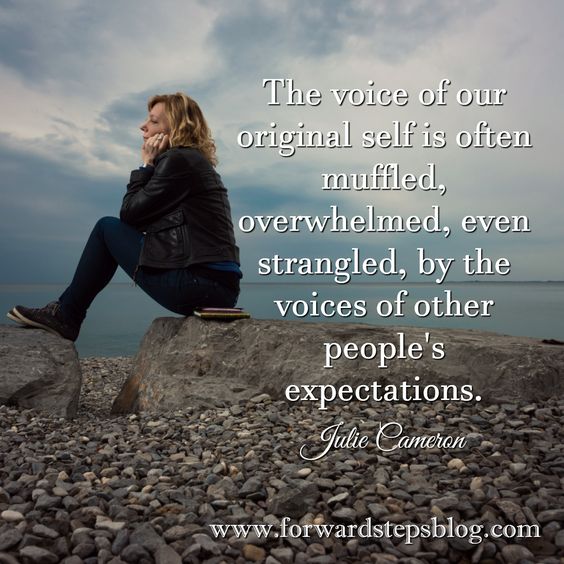 The voice of our
original self is often
muffled,
overwhelmed, even
strangled, by the
voices of other
people's
expectations.
Julie Cameron
www.forwardstepsblog.com